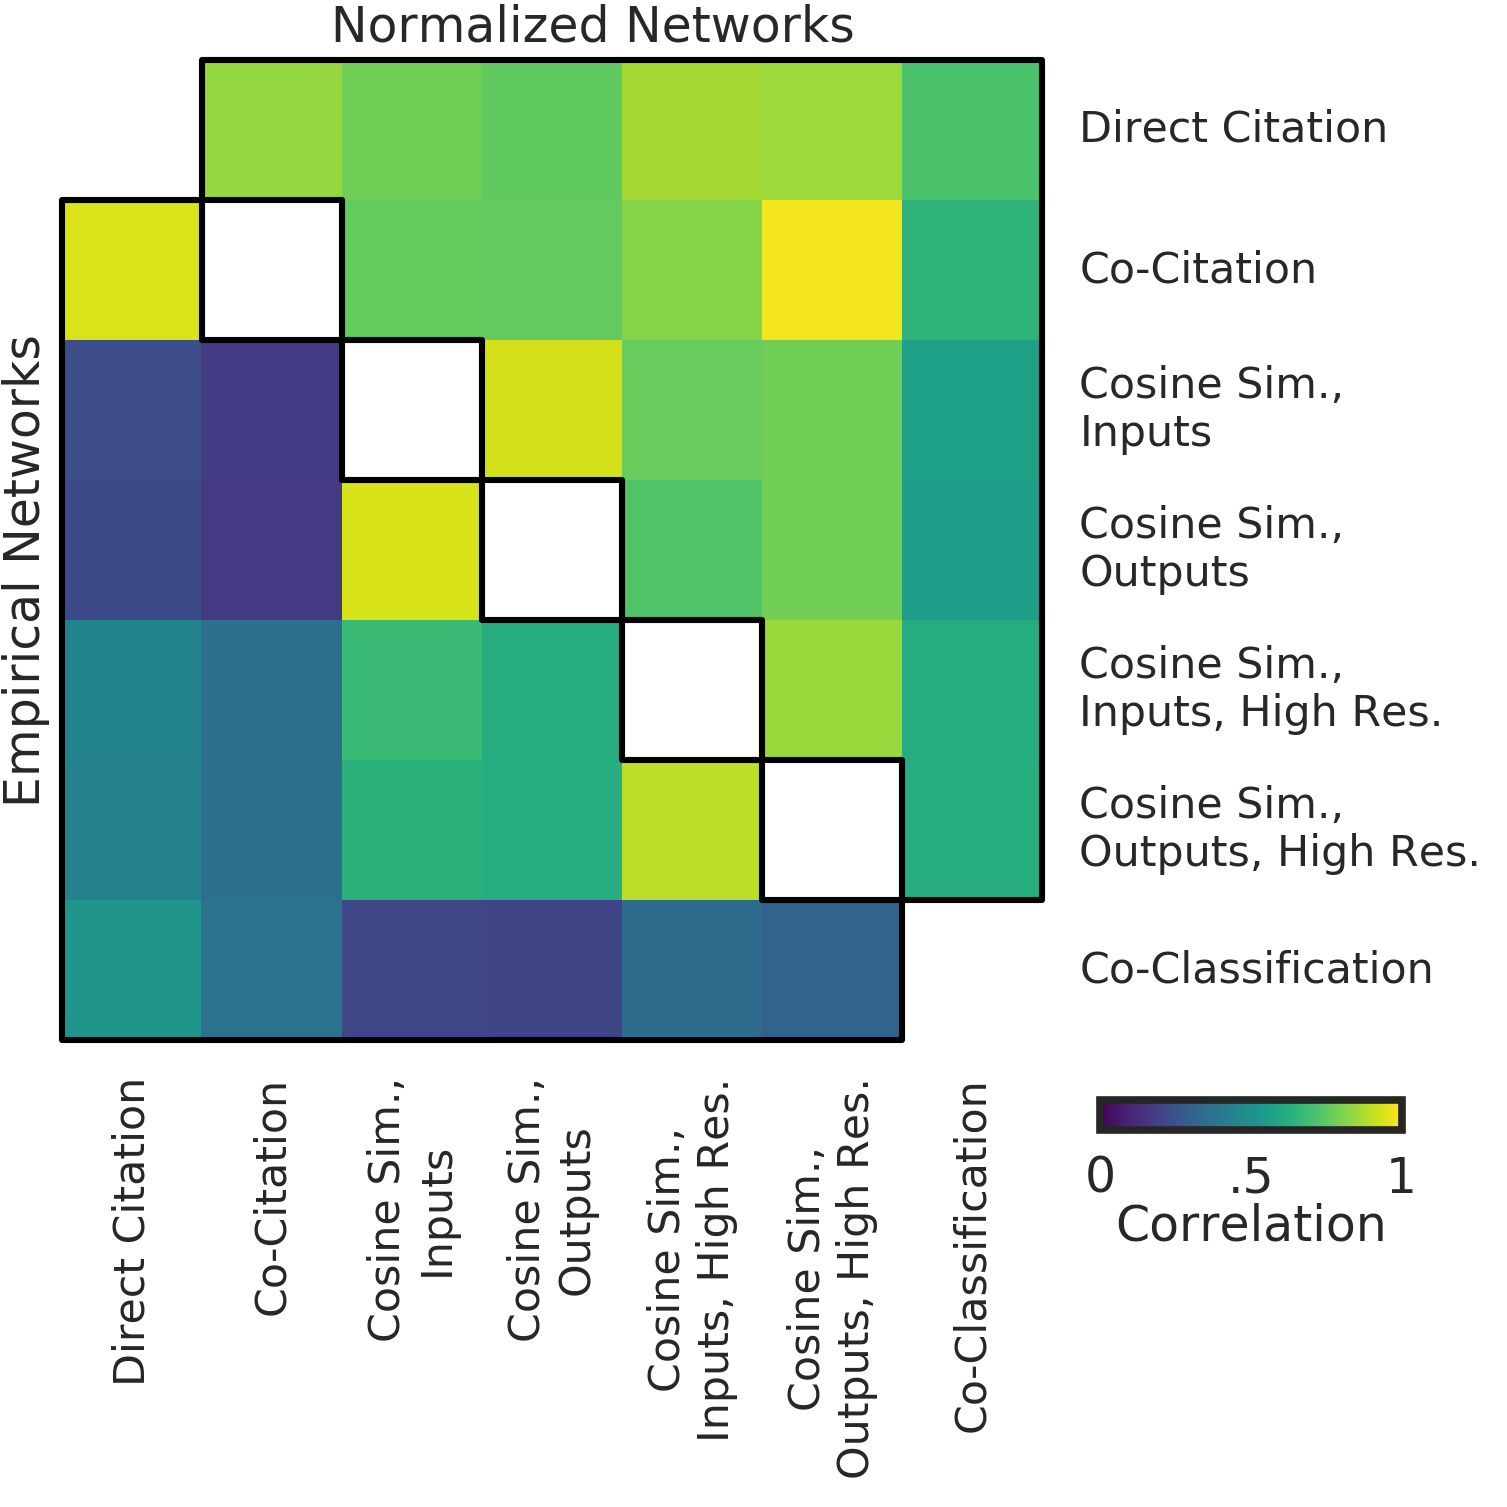 Normalized Networks
Direct Citation
Co-Citation
Cosine Sim.,
Inputs
Cosine Sim.,
Outputs
Cosine Sim.,
Inputs, High Res.
Cosine Sim.,
Outputs, High Res.
Co-Classification
Empirical Networks
Direct Citation
Co-Citation
Cosine Sim.,
Inputs
Cosine Sim.,
Outputs
Cosine Sim.,
Inputs, High Res.
Cosine Sim.,
Outputs, High Res.
Co-Classification
0 .5 1
Correlation